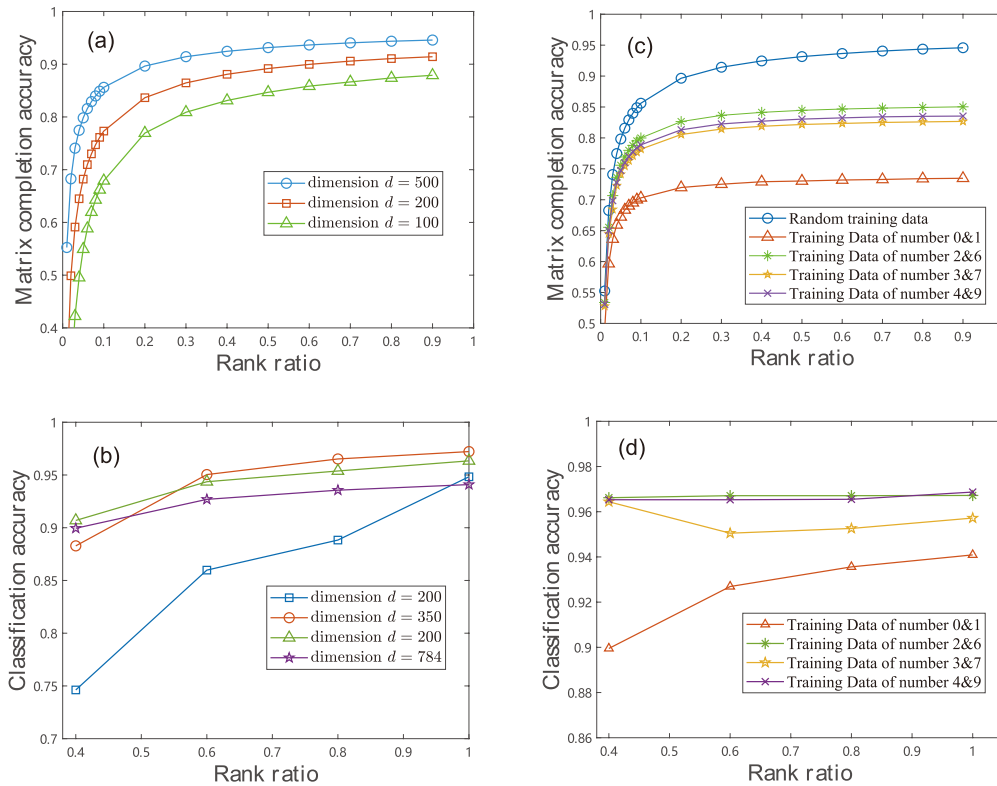 (a)
Matrix completion accuracy
1
0.9
0.8
0.7
0.6
0.5
0.4
0 0.1 0.2 0.3 0.4 0.5 0.6 0.7 0.8 0.9 1
Rank ratio
dimension d = 500
dimension d = 200
dimension d = 100
(c)
Matrix completion accuracy
1
0.95
0.9
0.85
0.8
0.75
0.7
0.65
0.6
0.55
0.5
0 0.1 0.2 0.3 0.4 0.5 0.6 0.7 0.8 0.9 1
Rank ratio
Random training data
Training Data of number 0&1
Training Data of number 2&6
Training Data of number 3&7
Training Data of number 4&9
(b)
Classification accuracy
1
0.95
0.9
0.85
0.8
0.75
0.7
0.4 0.5 0.6 0.7 0.8 0.9 1
Rank ratio
dimension d = 200
dimension d = 350
dimension d = 200
dimension d = 784
(d)
Classification accuracy
1
0.98
0.96
0.94
0.92
0.9
0.88
0.86
0.4 0.5 0.6 0.7 0.8 0.9 1
Rank ratio
Training Data of number 0&1
Training Data of number 2&6
Training Data of number 3&7
Training Data of number 4&9